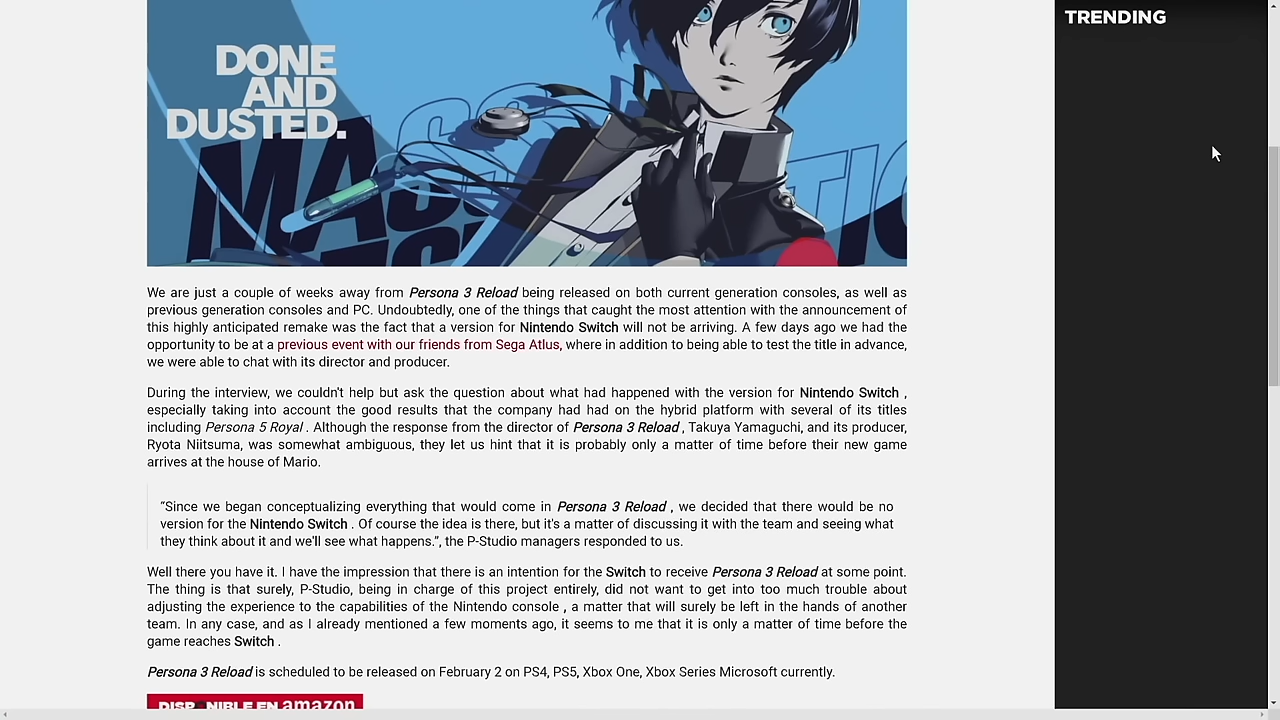 TRENDING
DONE
AND
DUSTED.
We are just a couple of weeks away from Persona 3 Reload being released on both current generation consoles, as well as
previous generation consoles and PC. Undoubtedly, one of the things that caught the most attention with the announcement of
this highly anticipated remake was the fact that a version for Nintendo Switch will not be arriving. A few days ago we had the
opportunity to be at a previous event with our friends from Sega Atlus, where in addition to being able to test the title in advance,
we were able to chat with its director and producer.
During the interview, we couldn't help but ask the question about what had happened with the version for Nintendo Switch ,
especially taking into account the good results that the company had had on the hybrid platform with several of its titles
including Persona 5 Royal . Although the response from the director of Persona 3 Reload , Takuya Yamaguchi, and its producer,
Ryota Niitsuma, was somewhat ambiguous, they let us hint that it is probably only a matter of time before their new game
arrives at the house of Mario.
“Since we began conceptualizing everything that would come in Persona 3 Reload , we decided that there would be no
version for the Nintendo Switch . Of course the idea is there, but it's a matter of discussing it with the team and seeing what
they think about it and we'll see what happens.”, the P-Studio managers responded to us.
Well there you have it. I have the impression that there is an intention for the Switch to receive Persona 3 Reload at some point.
The thing is that surely, P-Studio, being in charge of this project entirely, did not want to get into too much trouble about
adjusting the experience to the capabilities of the Nintendo console , a matter that will surely be left in the hands of another
team. In any case, and as I already mentioned a few moments ago, it seems to me that it is only a matter of time before the
game reaches Switch .
Persona 3 Reload is scheduled to be released on February 2 on PS4, PS5, Xbox One, Xbox Series Microsoft currently.
DISPONIBLE EN amazon